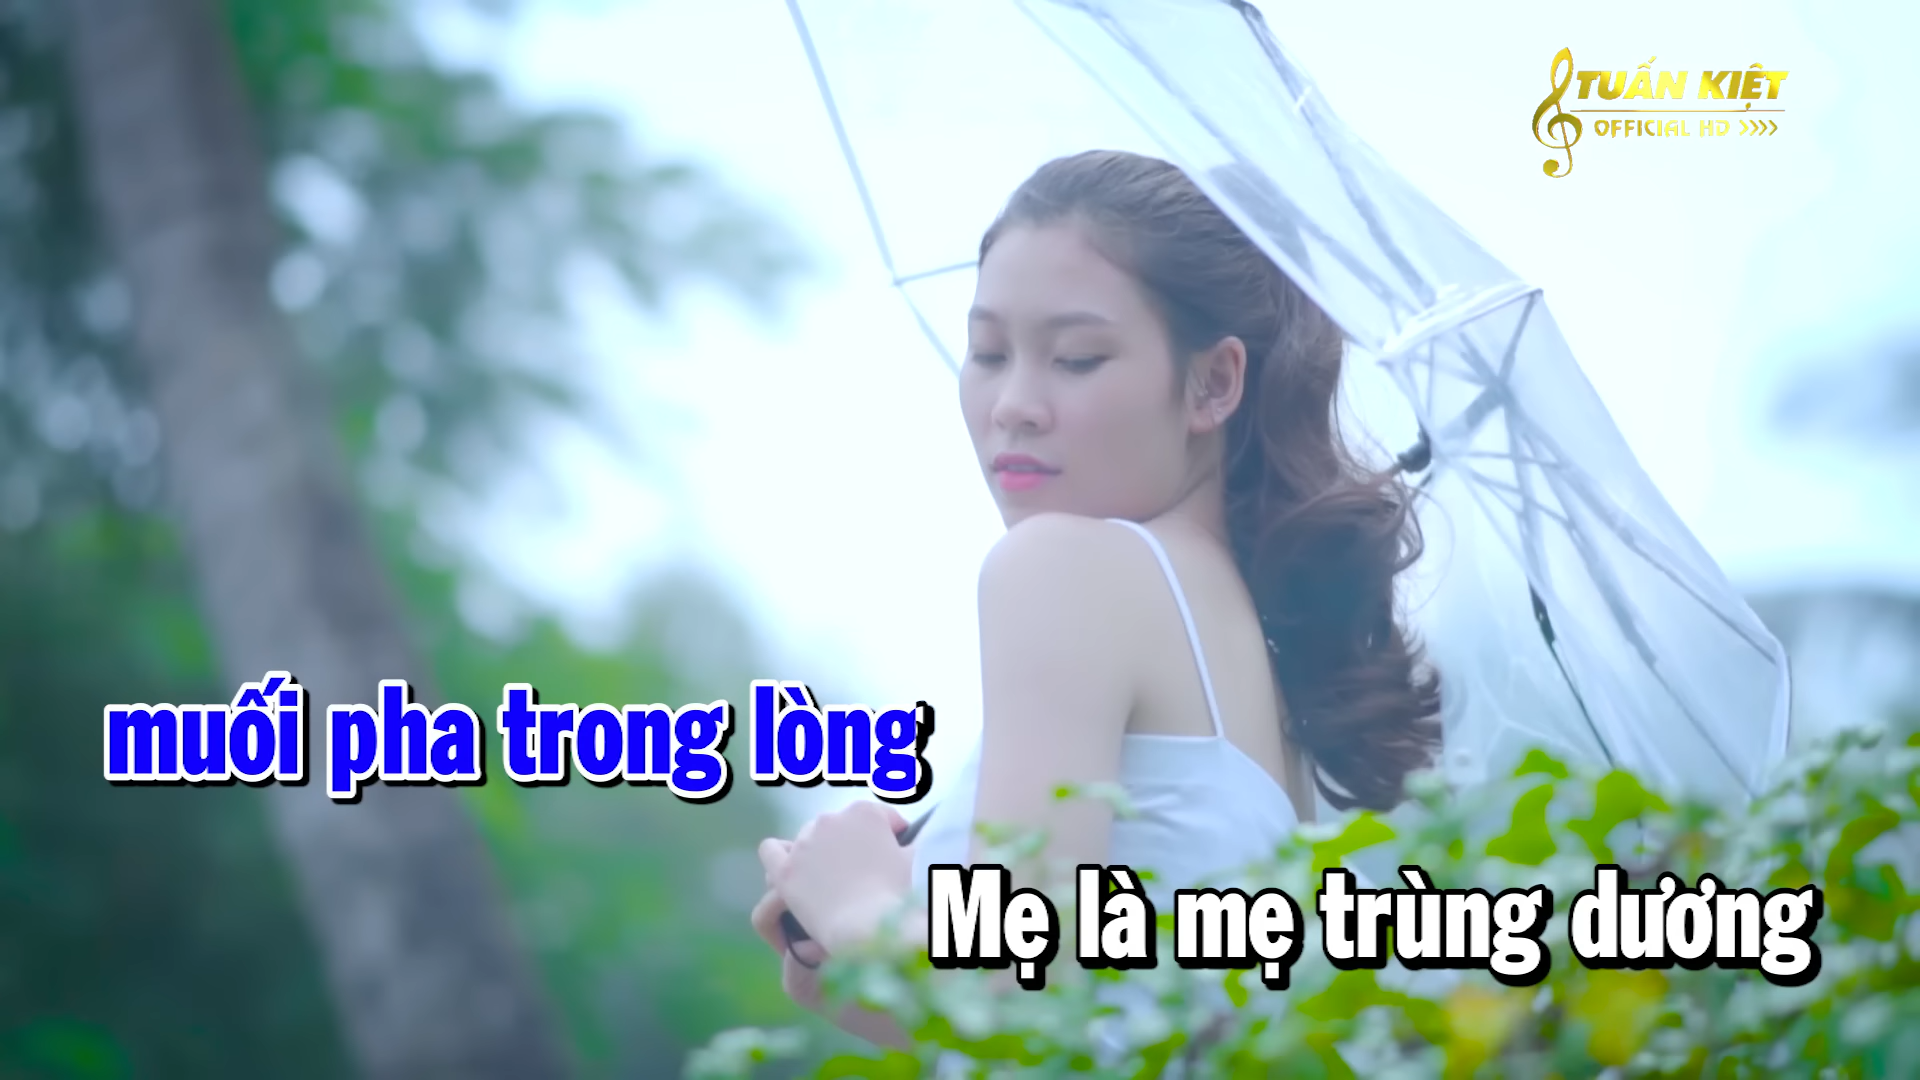 TUẤN KIỆT
OFFICIAL HD >>>>
muối pha trong lòng
Mẹ là mẹ trùng dương